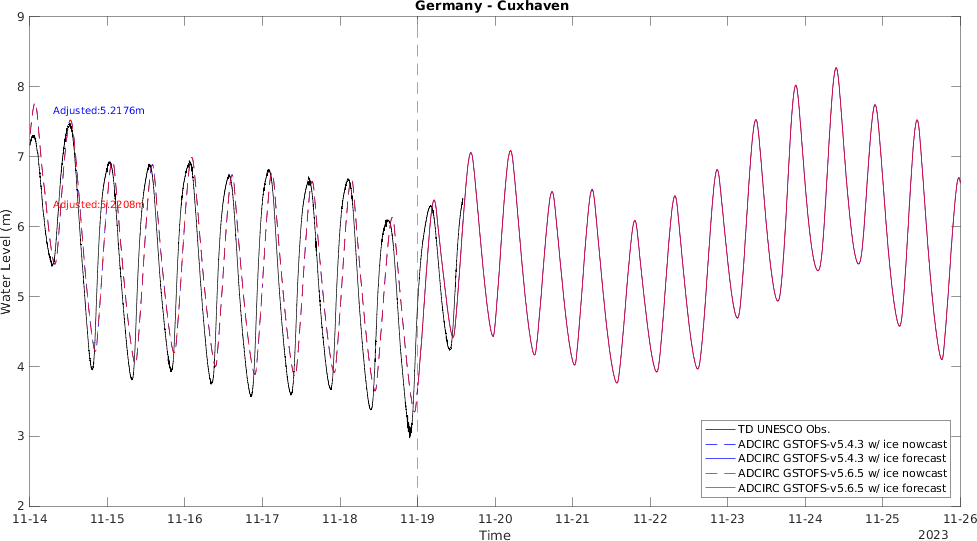 Germany - Cuxhaven
9
8
7
6
5
4
3
2
Water Level (m)
Adjusted:5.2176m
Adjusted:5.2208m
TD UNESCO Obs.
ADCIRC GSTOFS-v5.4.3 w/ ice nowcast
ADCIRC GSTOFS-v5.4.3 w/ ice forecast
ADCIRC GSTOFS-v5.6.5 w/ ice nowcast
ADCIRC GSTOFS-v5.6.5 w/ ice forecast
11-14 11-15 11-16 11-17 11-18 11-19 11-20 11-21 11-22 11-23 11-24 11-25 11-26
Time
2023